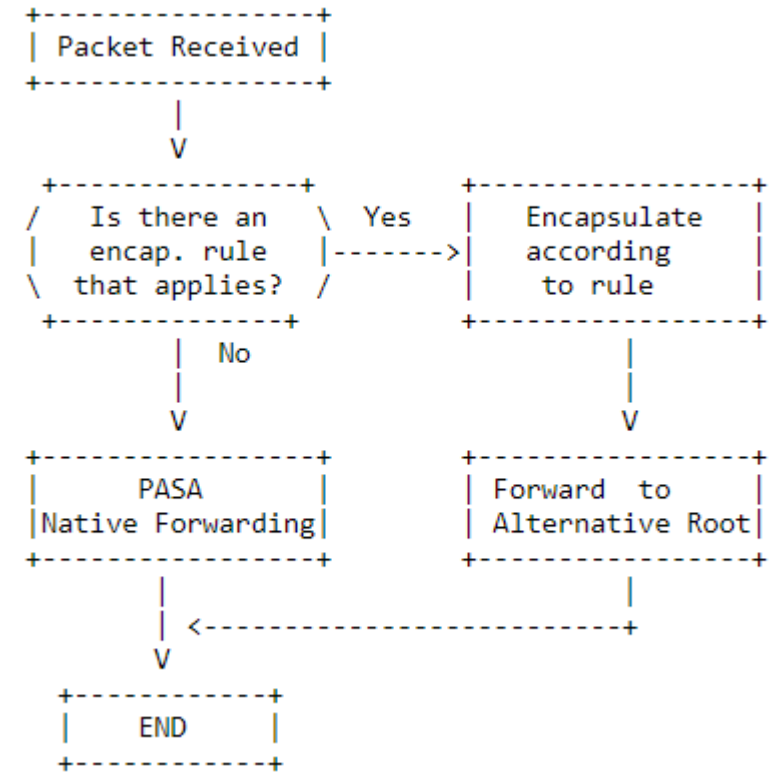 Packet Received
Is there an
encap. rule
that applies?
Yes
Encapsulate
according
to rule
No
PASA
Native Forwarding
Forward to
Alternative Root
END